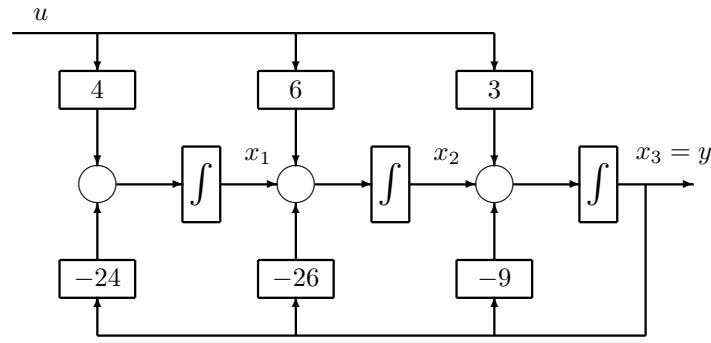 u
4 6 3
∫ x₁ ∫ x₂ ∫ x₃ = y
−24 −26 −9